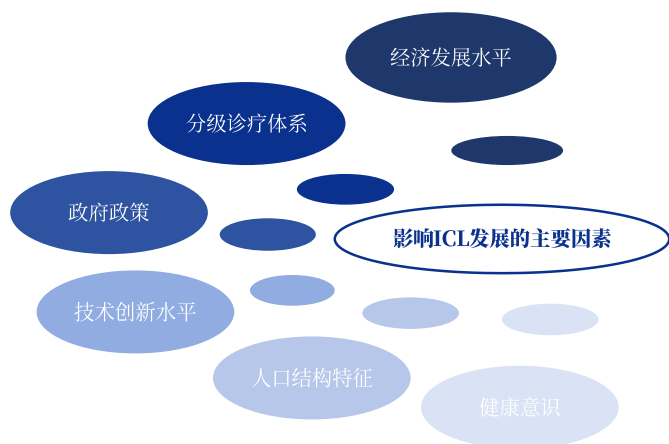 经济发展水平
分级诊疗体系
政府政策
影响ICL发展的主要因素
技术创新水平
人口结构特征
健康意识